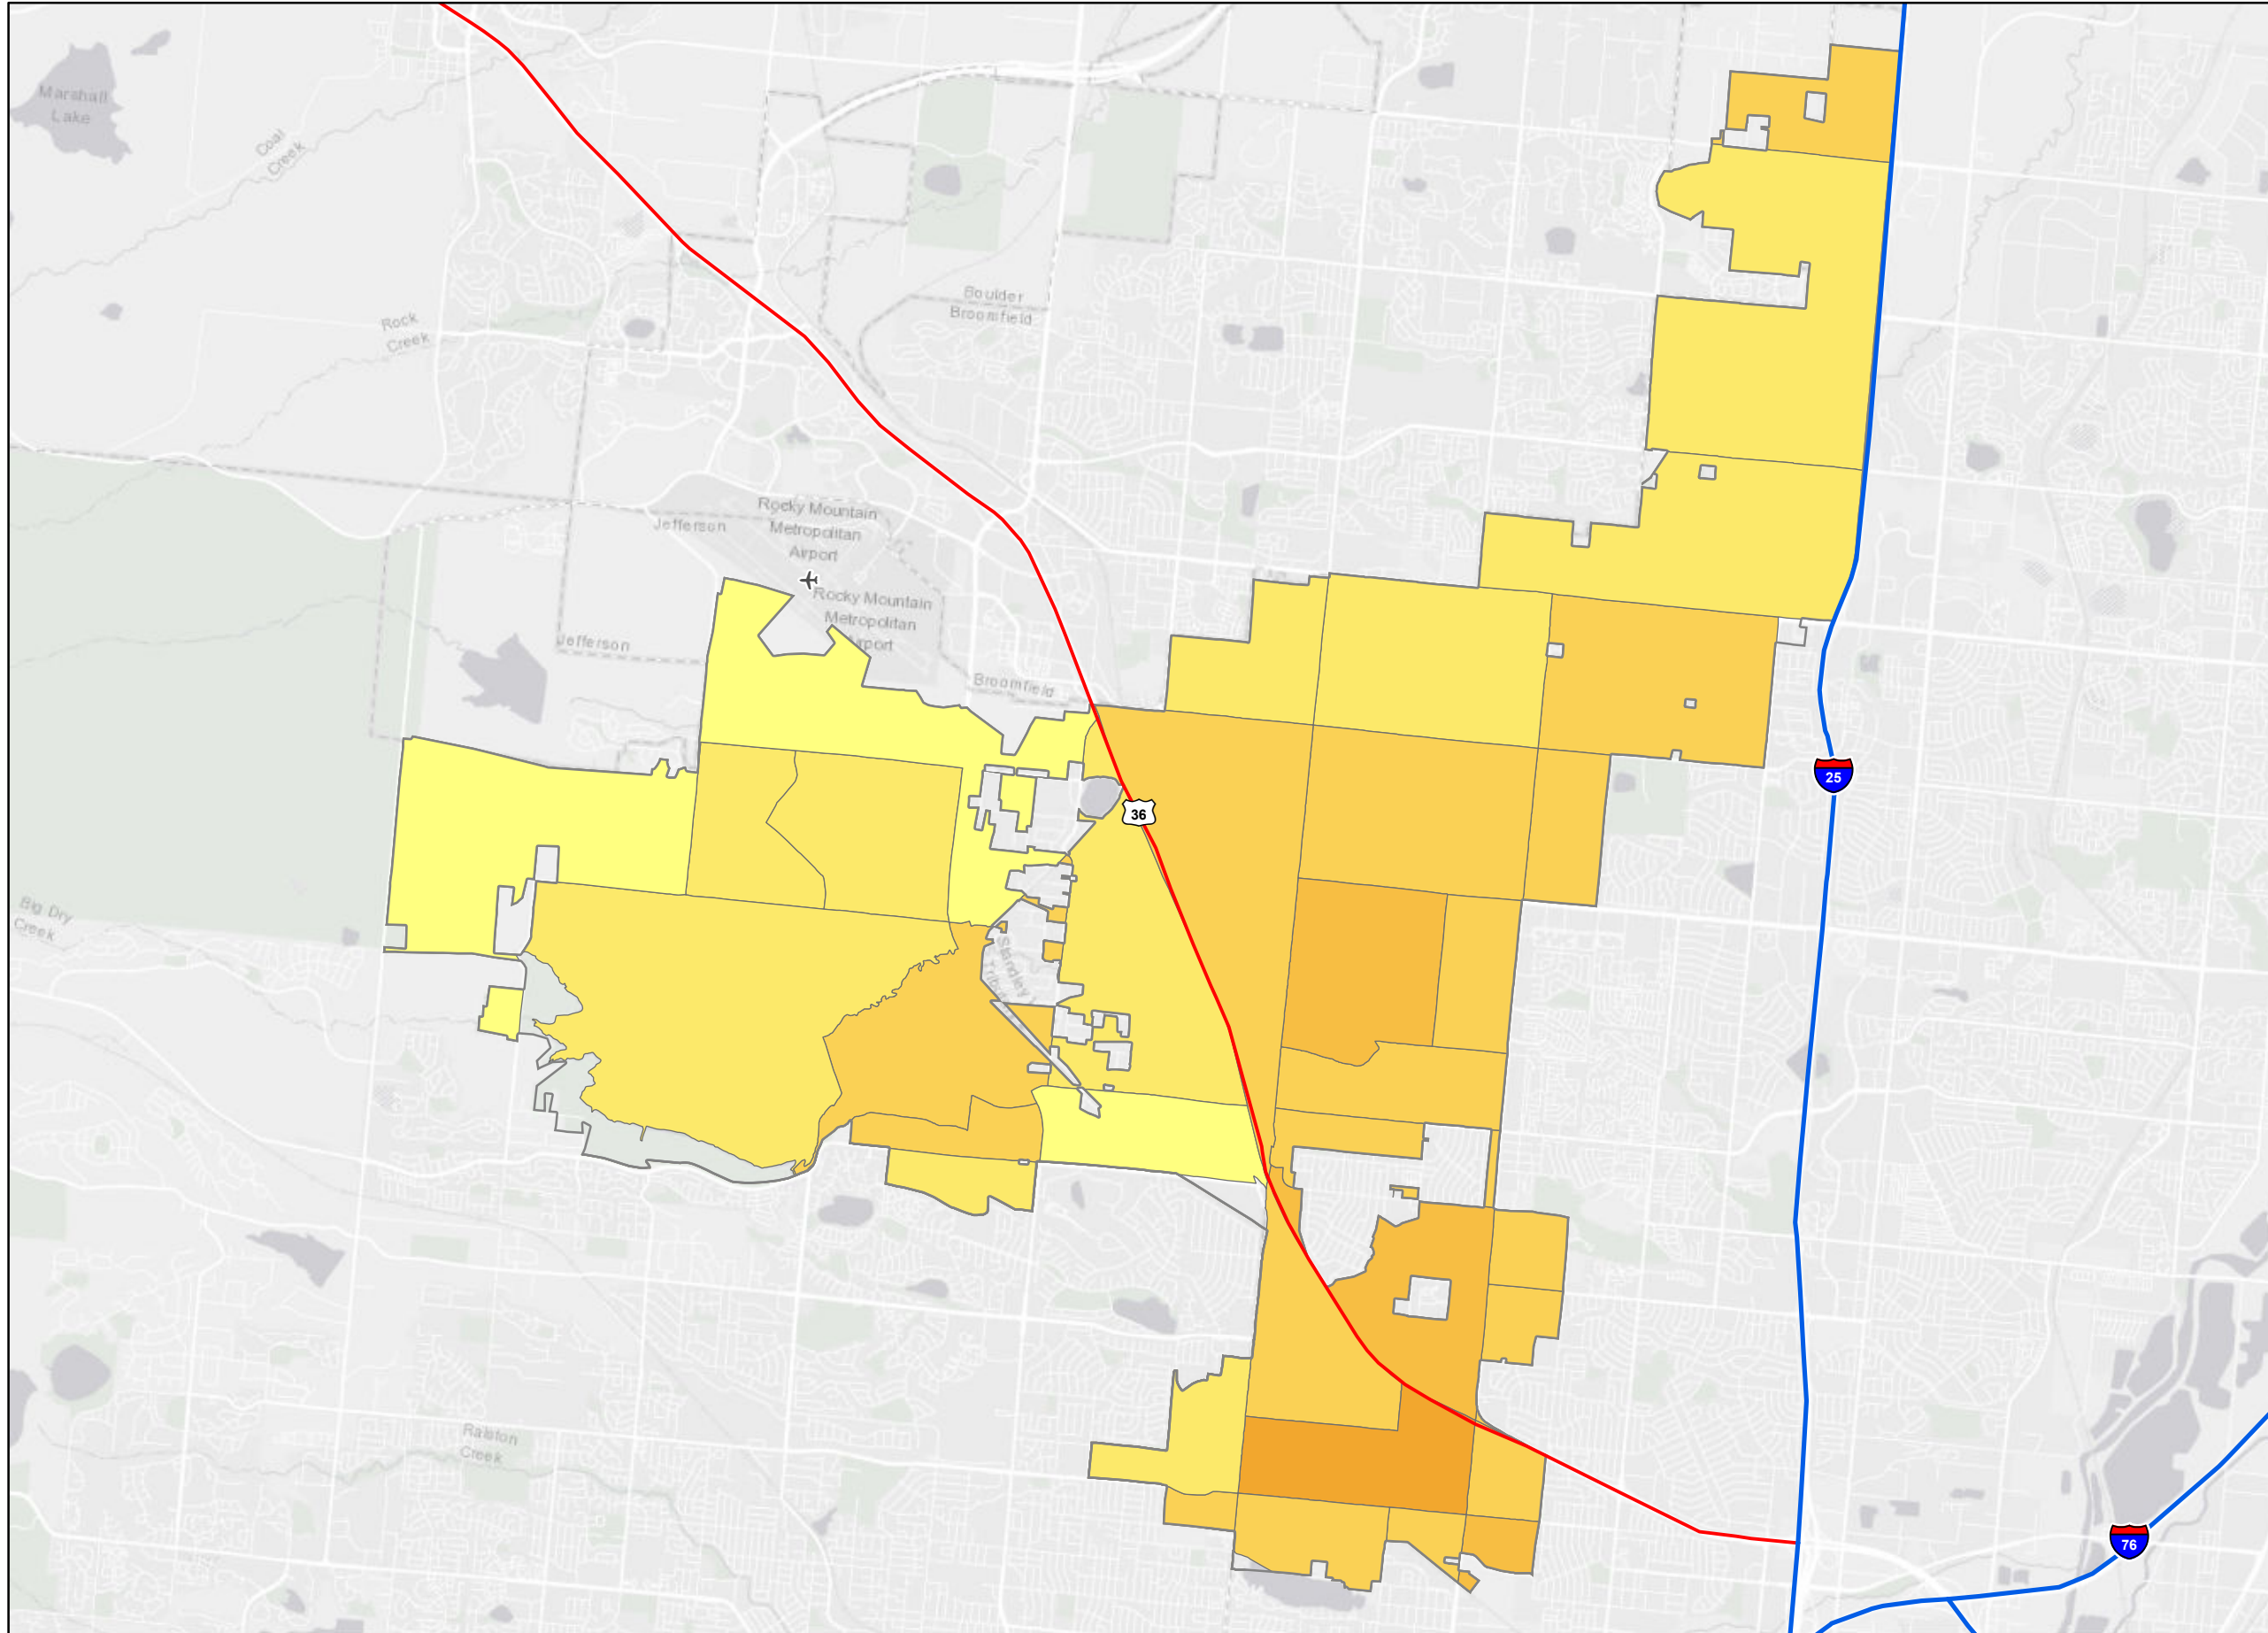 Marshall
Lake
Coal
Creek
Boulder
Broomfield
Rock
Creek
Rocky Mountain
Metropolitan
Airport
Jefferson
Rocky Mountain
Metropolitan
Airport
Jefferson
Broomfield
25
36
Big Dry
Creek
Standley
Ralston
Creek
76